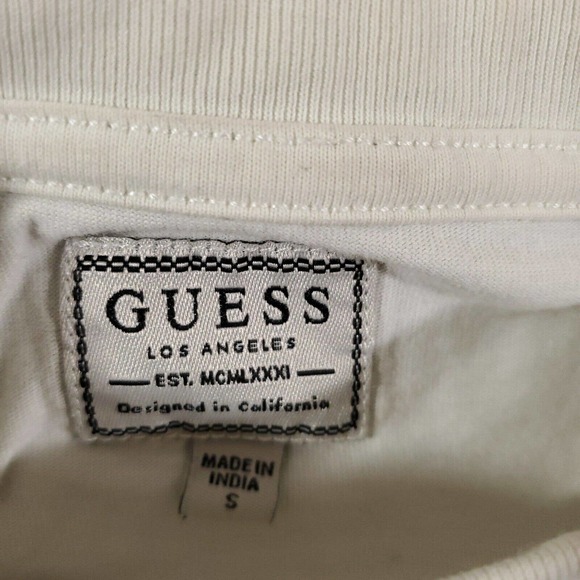 GUESS
LOS ANGELES
EST. MCMLXXXI
Designed in California
MADE IN
INDIA
S